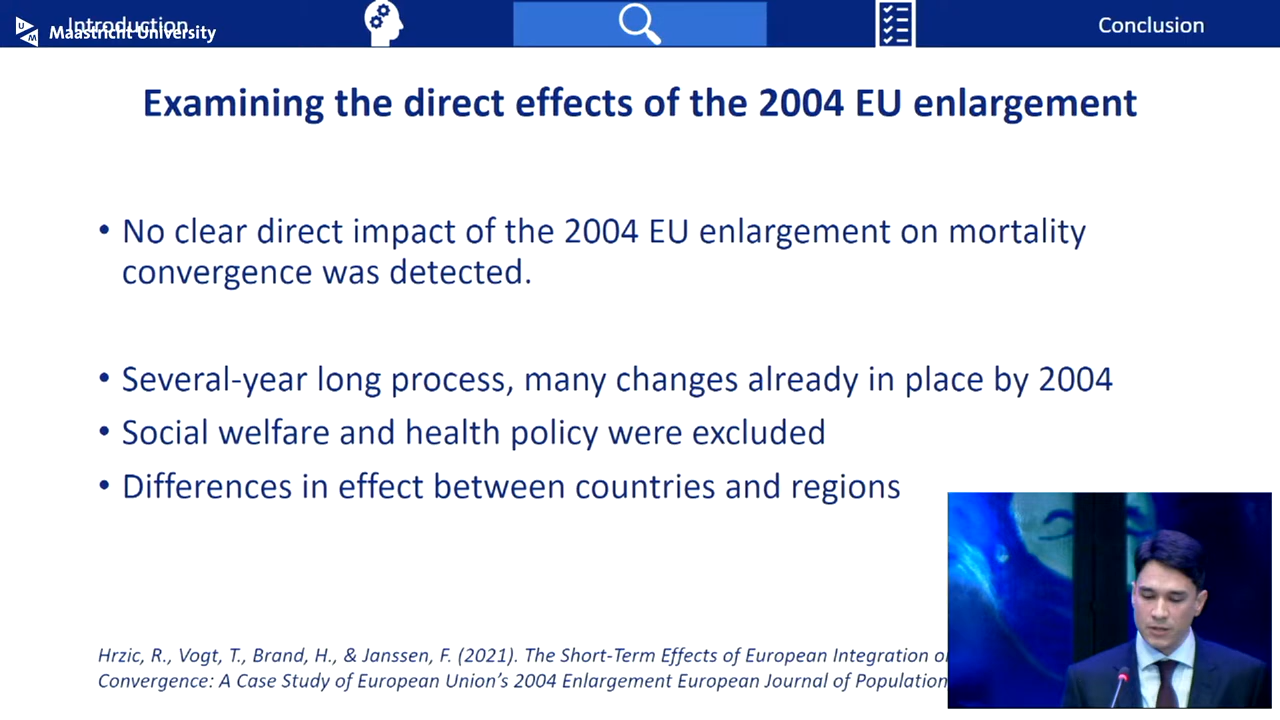 Introduction
UM
Maastricht University
Conclusion
Examining the direct effects of the 2004 EU enlargement
• No clear direct impact of the 2004 EU enlargement on mortality
convergence was detected.
• Several-year long process, many changes already in place by 2004
• Social welfare and health policy were excluded
• Differences in effect between countries and regions
Hrzic, R., Vogt, T., Brand, H., & Janssen, F. (2021). The Short-Term Effects of European Integration
Convergence: A Case Study of European Union’s 2004 Enlargement European Journal of Population